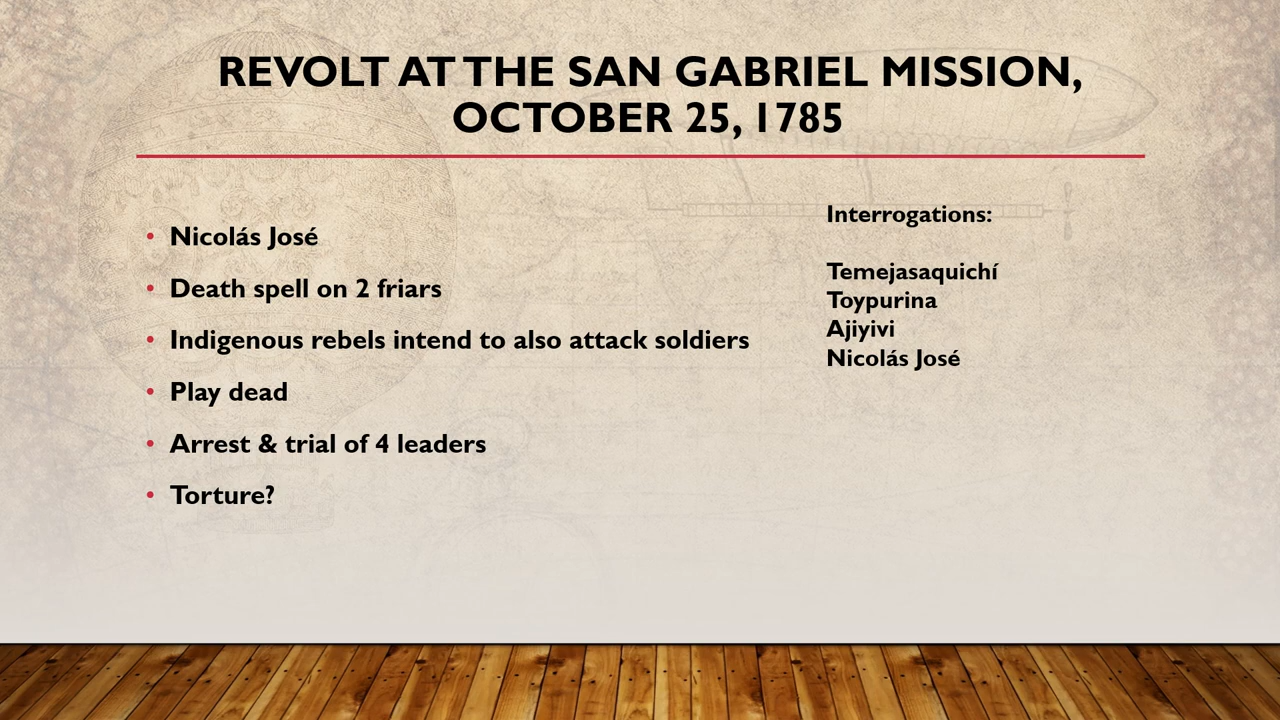 REVOLT AT THE SAN GABRIEL MISSION,
OCTOBER 25, 1785
• Nicolás José
• Death spell on 2 friars
• Indigenous rebels intend to also attack soldiers
• Play dead
• Arrest & trial of 4 leaders
• Torture?
Interrogations:
Temejasaquichí
Toypurina
Ajiyivi
Nicolás José